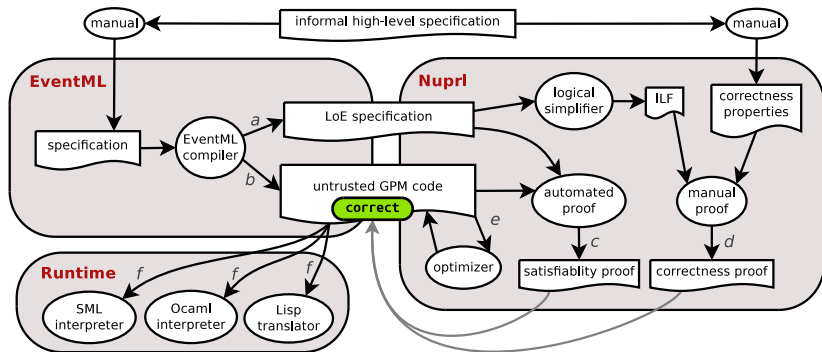 manual
informal high-level specification
manual
EventML
Nuprl
logical
simplifier
ILF
correctness
properties
a
LoE specification
specification
EventML
compiler
b
untrusted GPM code
correct
automated
proof
manual
proof
e
optimizer
c
d
satisfiablity proof
correctness proof
Runtime
f
f
f
SML
interpreter
Ocaml
interpreter
Lisp
translator